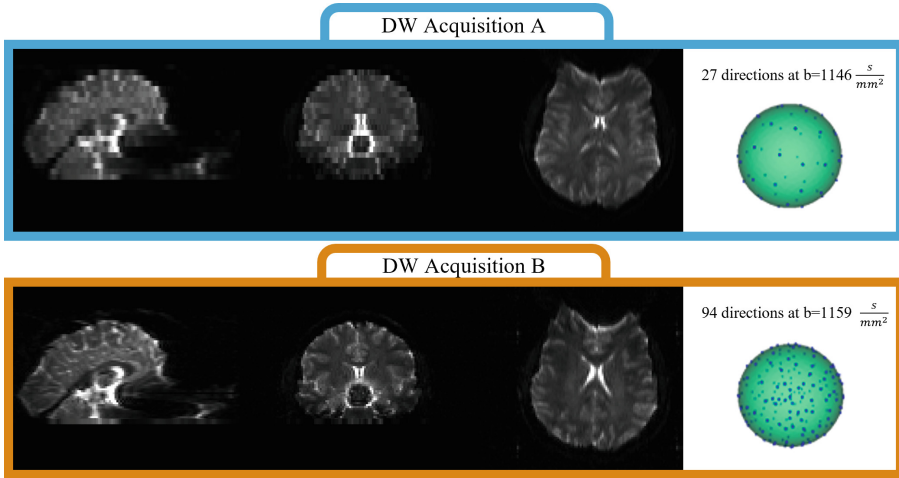 DW Acquisition A
27 directions at b=1146 s/mm²
DW Acquisition B
94 directions at b=1159 s/mm²